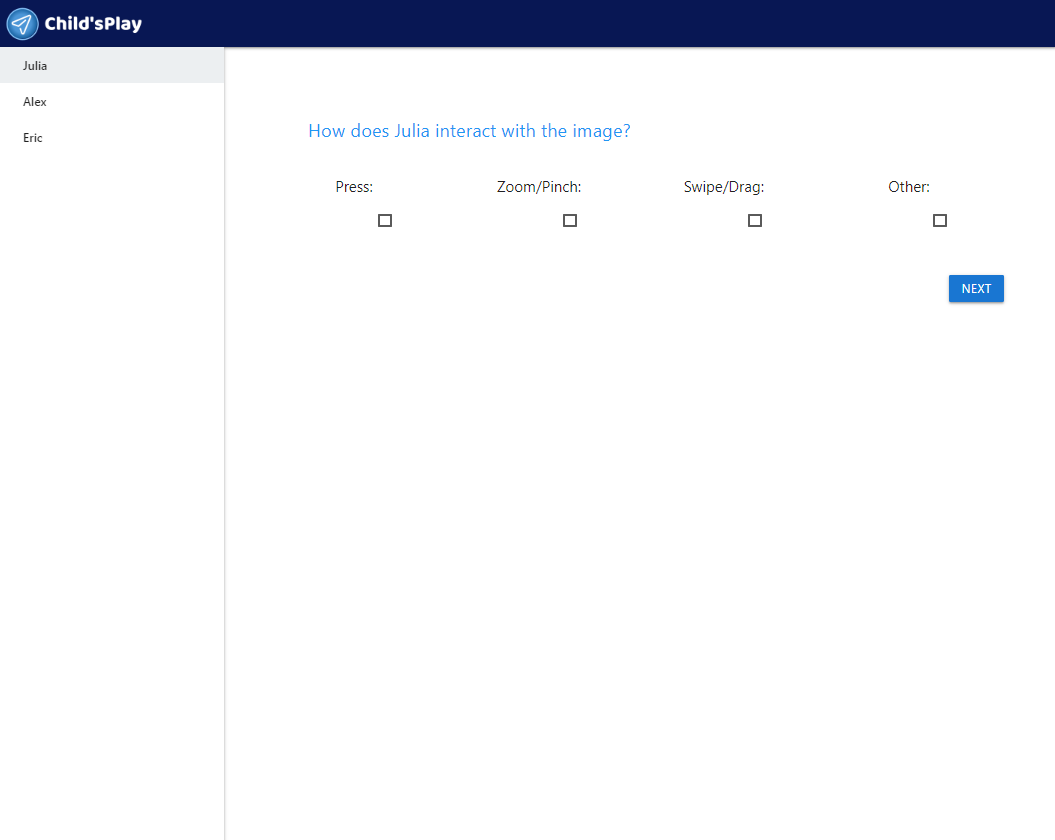 Child'sPlay
Julia
Alex
Eric
How does Julia interact with the image?
Press: Zoom/Pinch: Swipe/Drag: Other:
NEXT